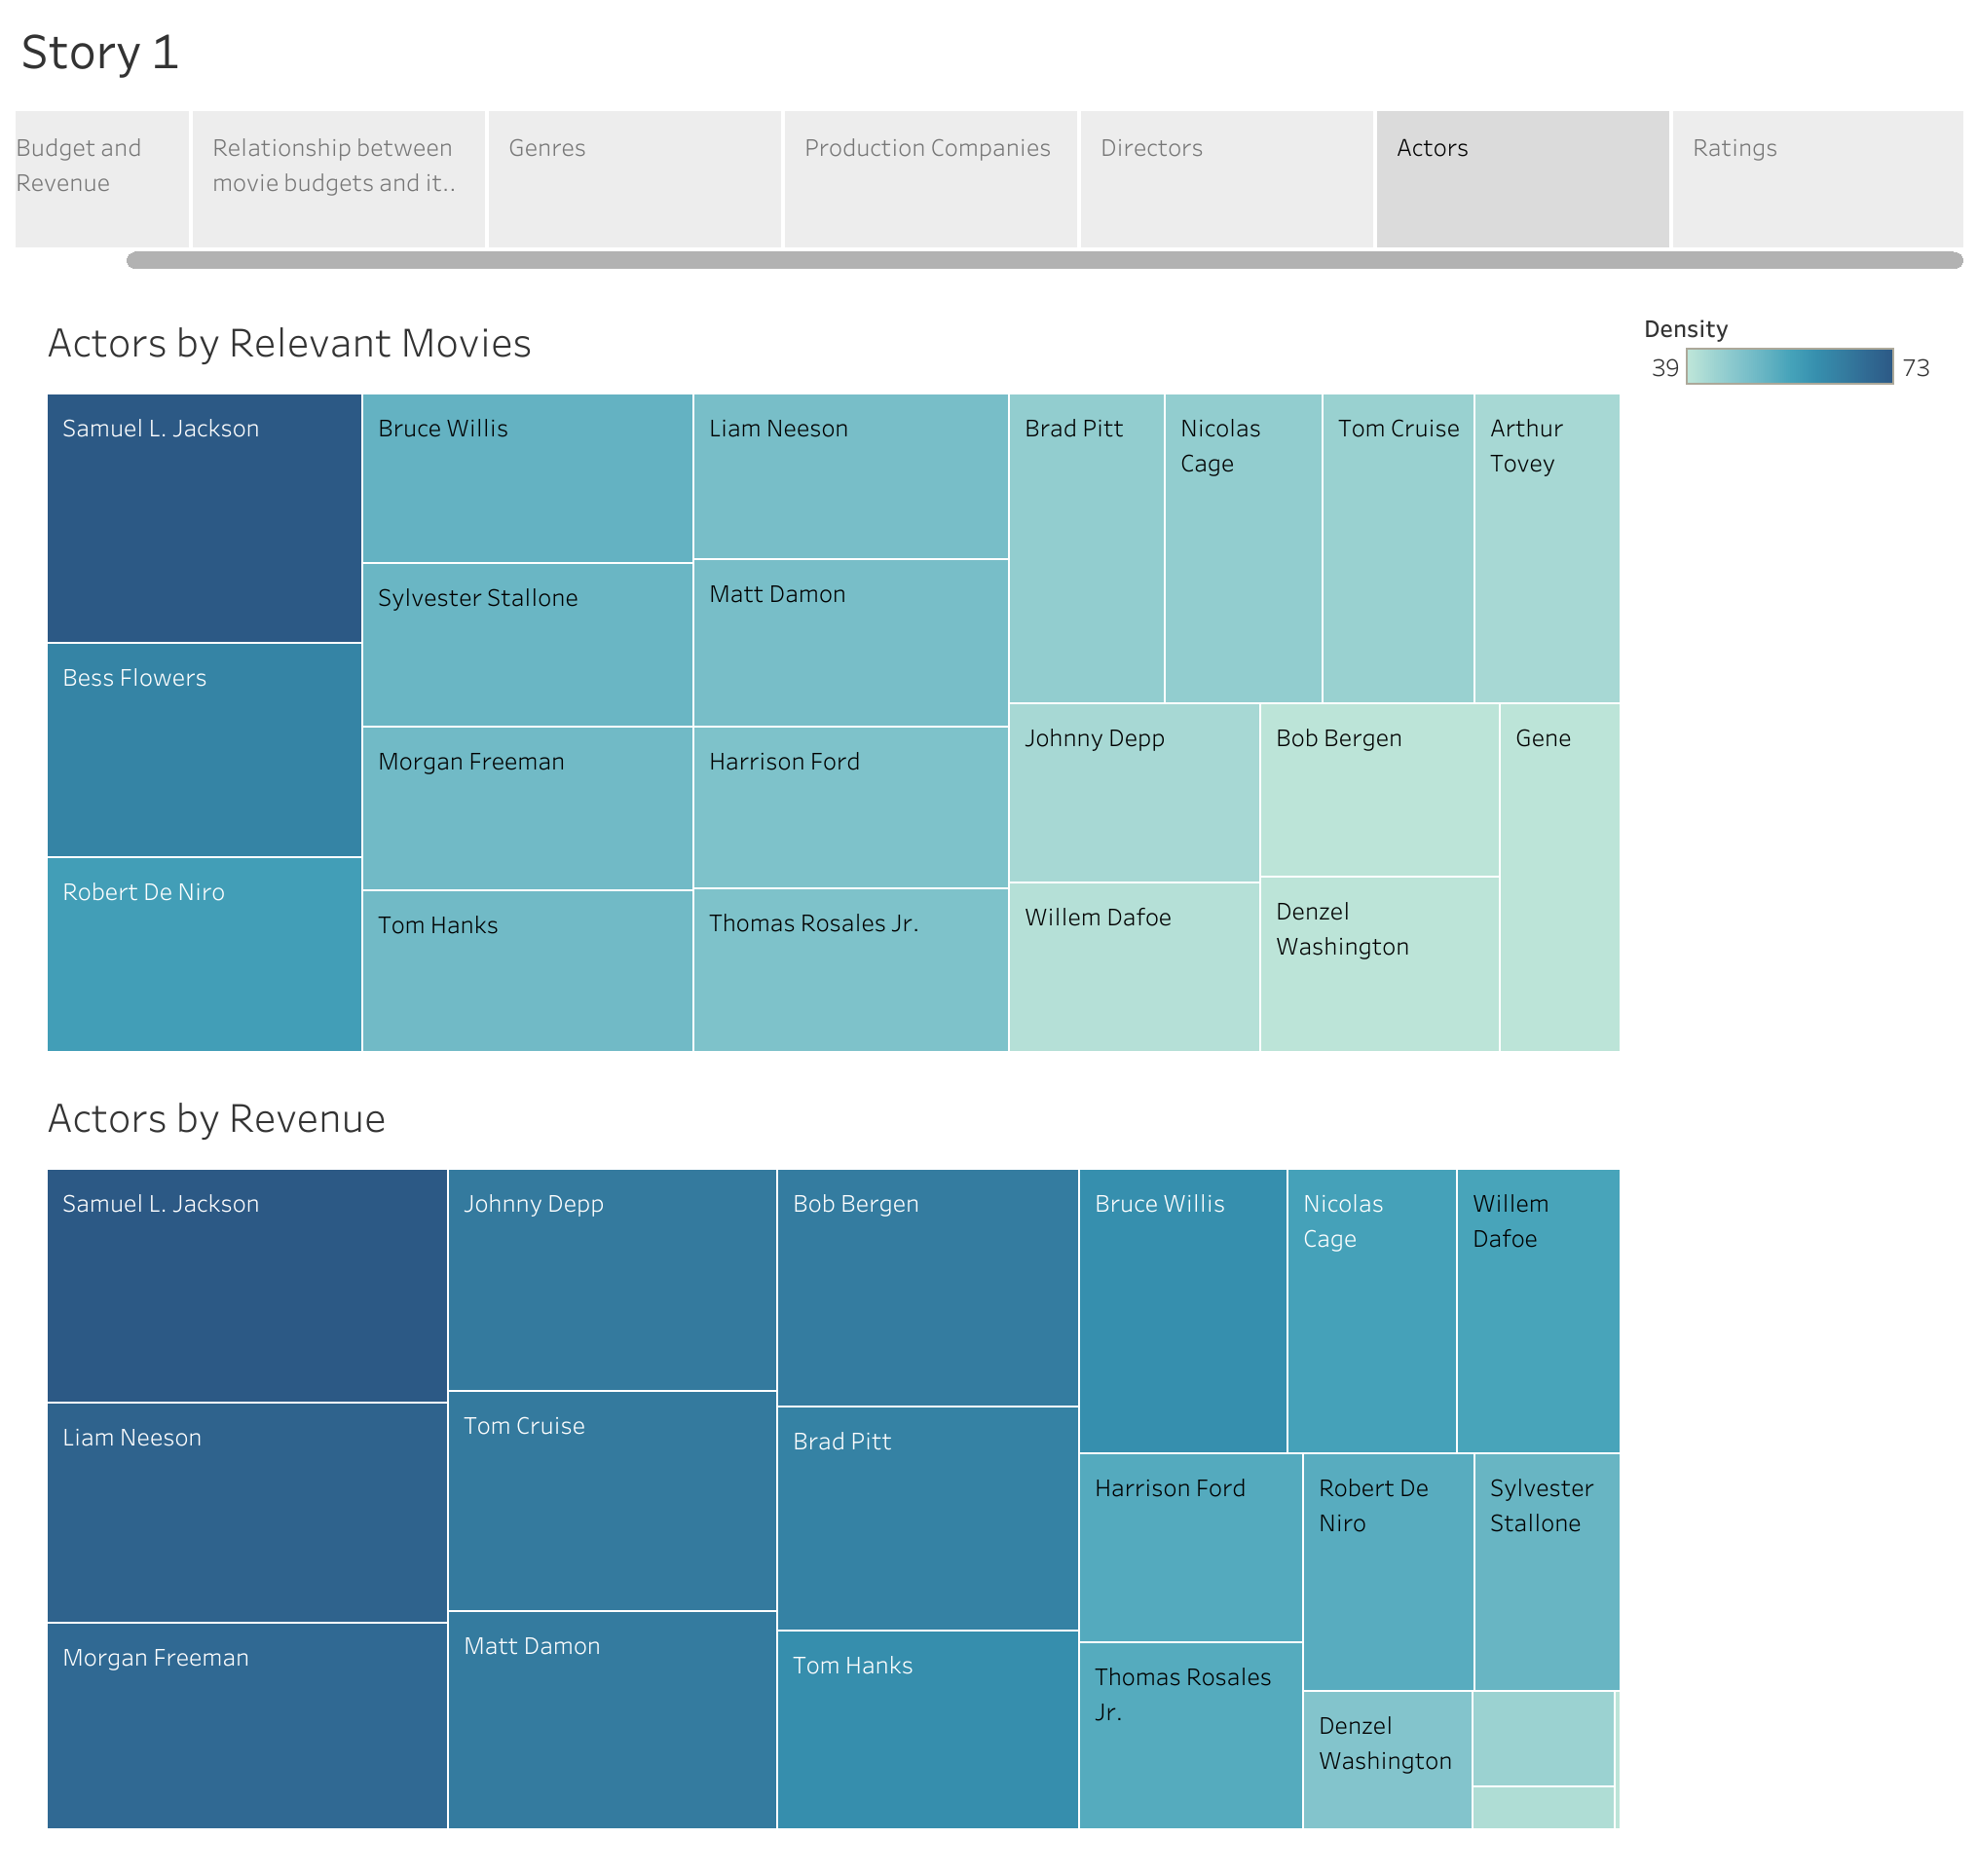 Story 1
Budget and
Revenue
Relationship between
movie budgets and it..
Genres
Production Companies
Directors
Actors
Ratings
Actors by Relevant Movies
Density
39
73
Samuel L. Jackson
Bess Flowers
Robert De Niro
Bruce Willis
Sylvester Stallone
Morgan Freeman
Tom Hanks
Liam Neeson
Matt Damon
Harrison Ford
Thomas Rosales Jr.
Brad Pitt
Nicolas
Cage
Tom Cruise
Arthur
Tovey
Johnny Depp
Willem Dafoe
Bob Bergen
Denzel
Washington
Gene
Actors by Revenue
Samuel L. Jackson
Liam Neeson
Morgan Freeman
Johnny Depp
Tom Cruise
Matt Damon
Bob Bergen
Brad Pitt
Tom Hanks
Bruce Willis
Nicolas
Cage
Willem
Dafoe
Harrison Ford
Thomas Rosales
Jr.
Robert De
Niro
Sylvester
Stallone
Denzel
Washington